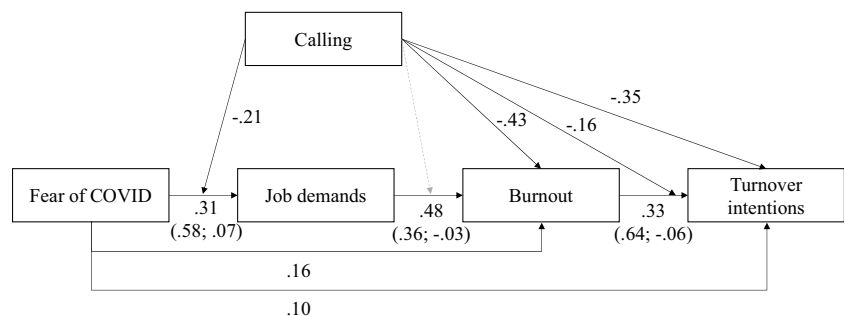 Calling
-.35
-.21
-.43
-.16
Fear of COVID
Job demands
Burnout
Turnover
intentions
.31
(.58; .07)
.48
(.36; -.03)
.33
(.64; -.06)
.16
.10